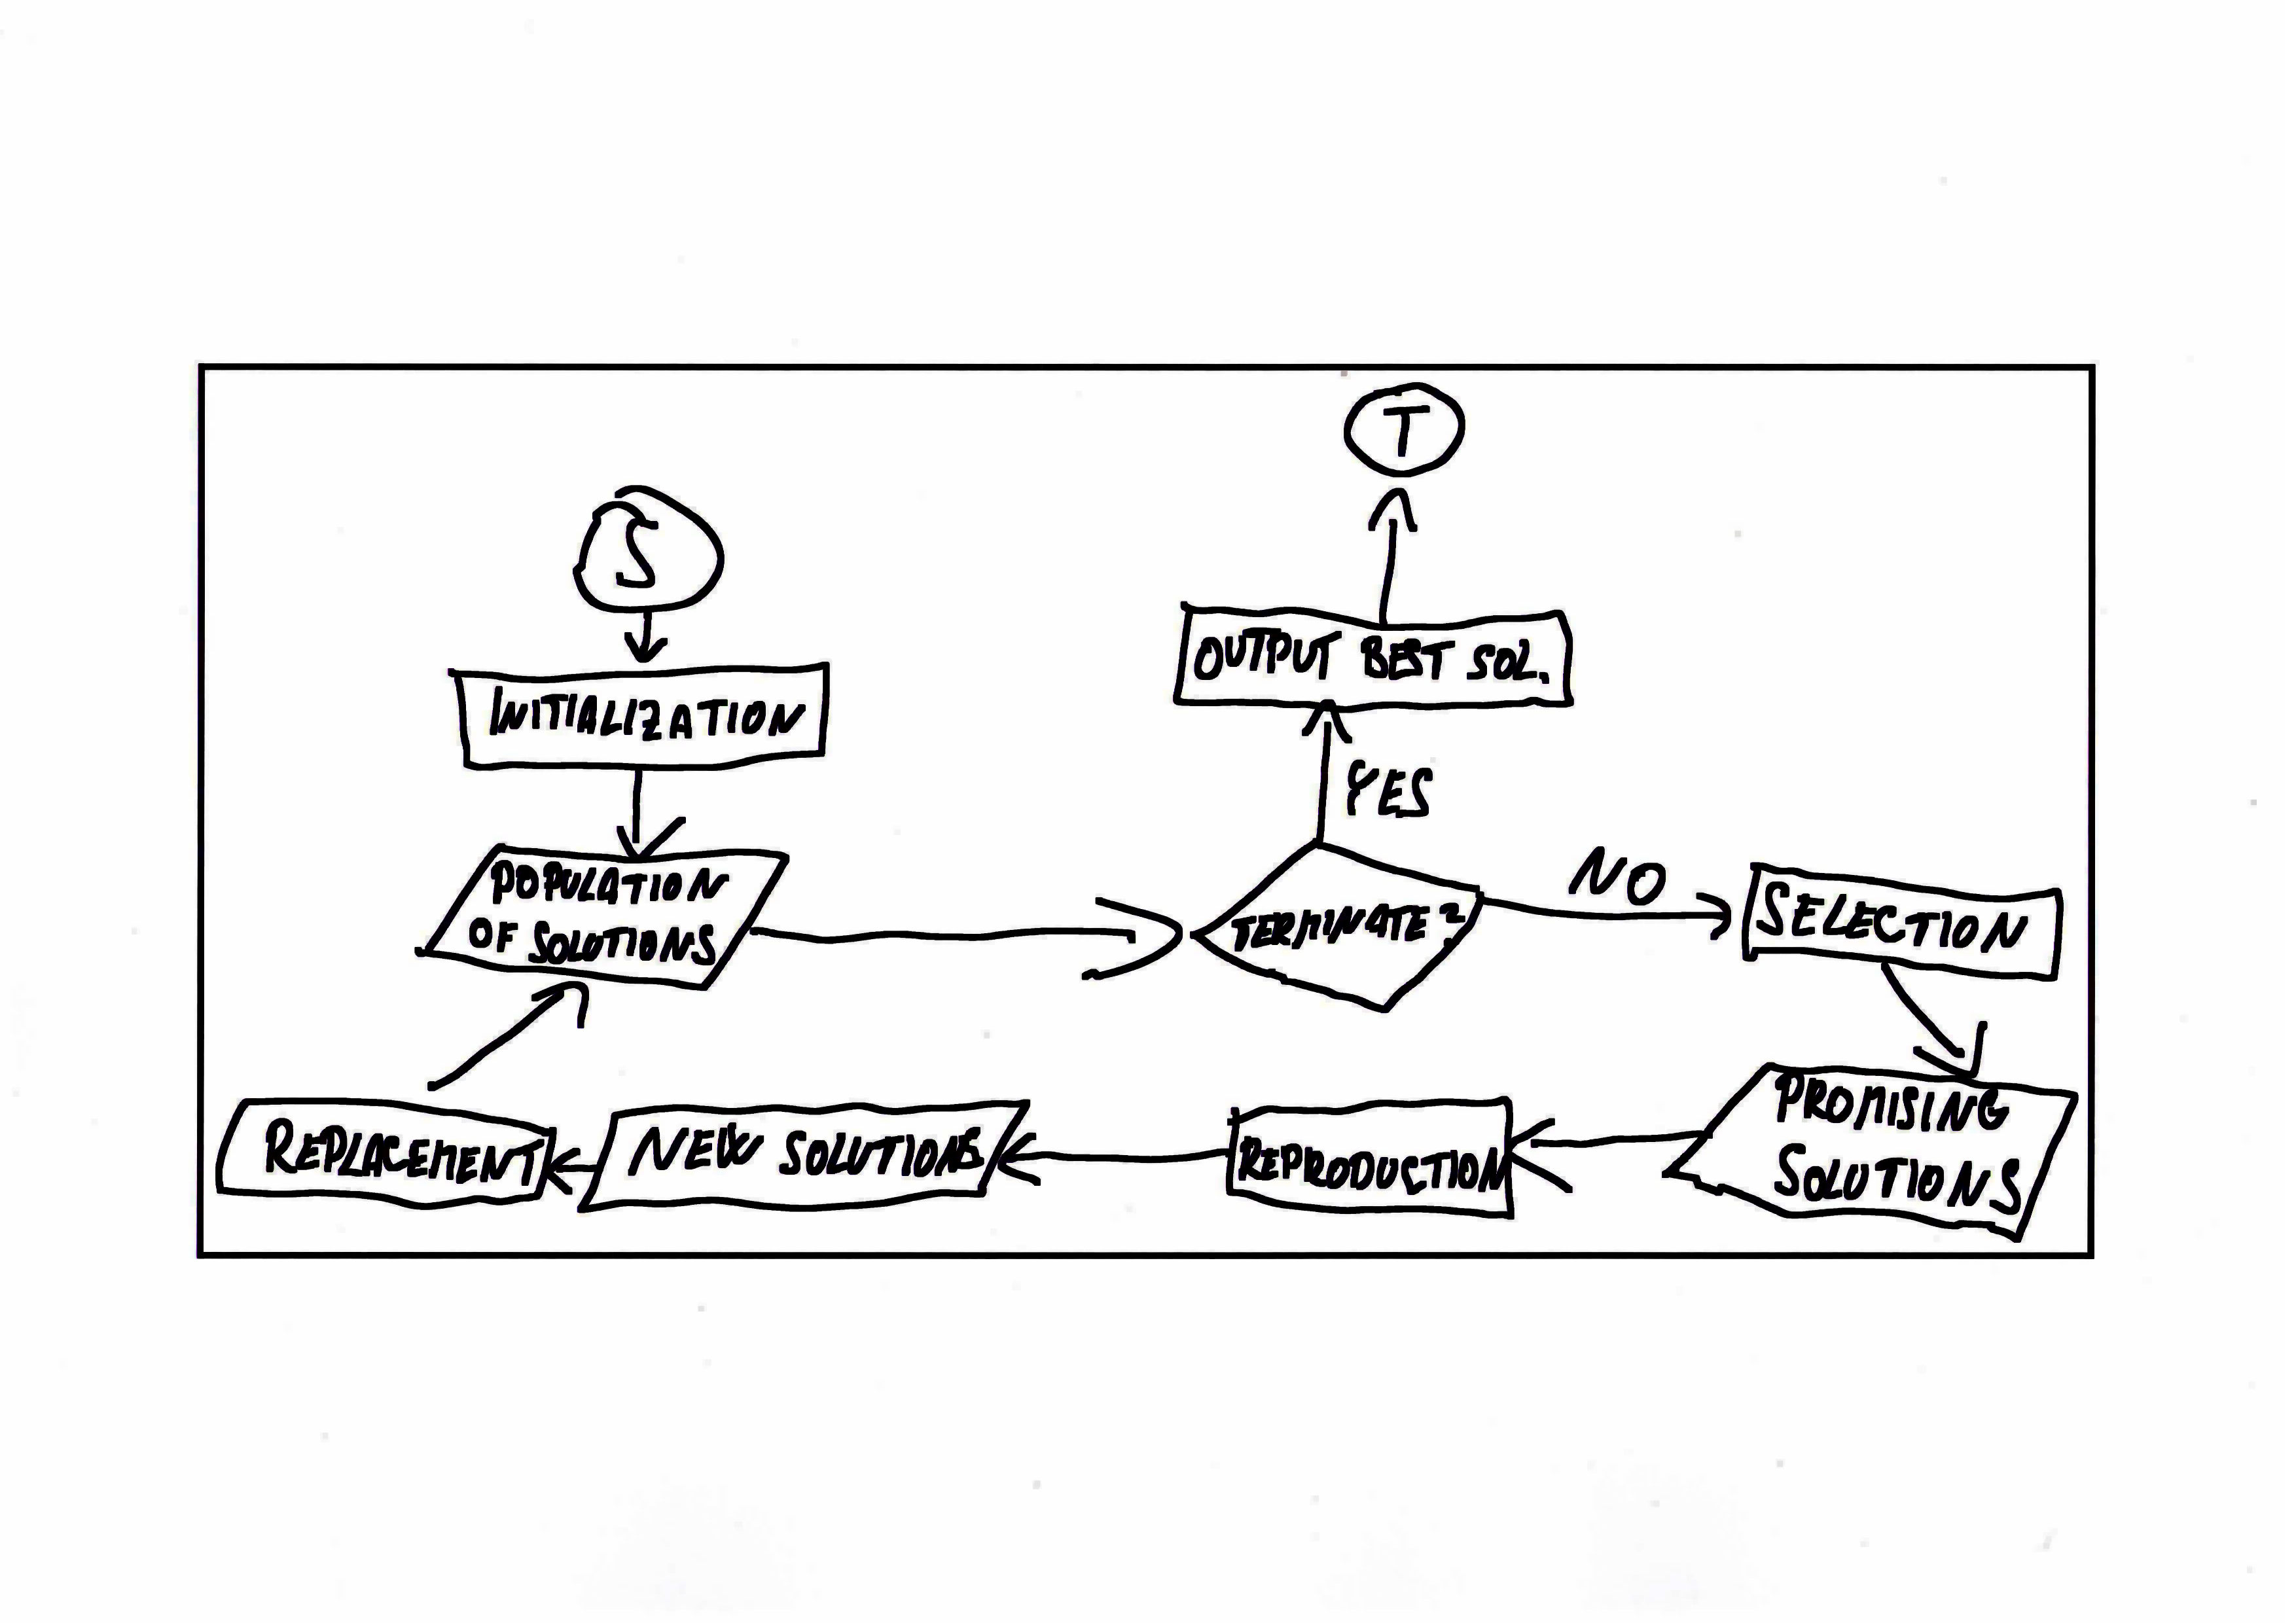 T
S
OUTPUT BEST SOL.
INITIALIZATION
YES
POPULATION
OF SOLUTIONS
TERMINATE?
NO
SELECTION
PROMISING
SOLUTIONS
REPRODUCTION
NEW SOLUTIONS
REPLACEMENT